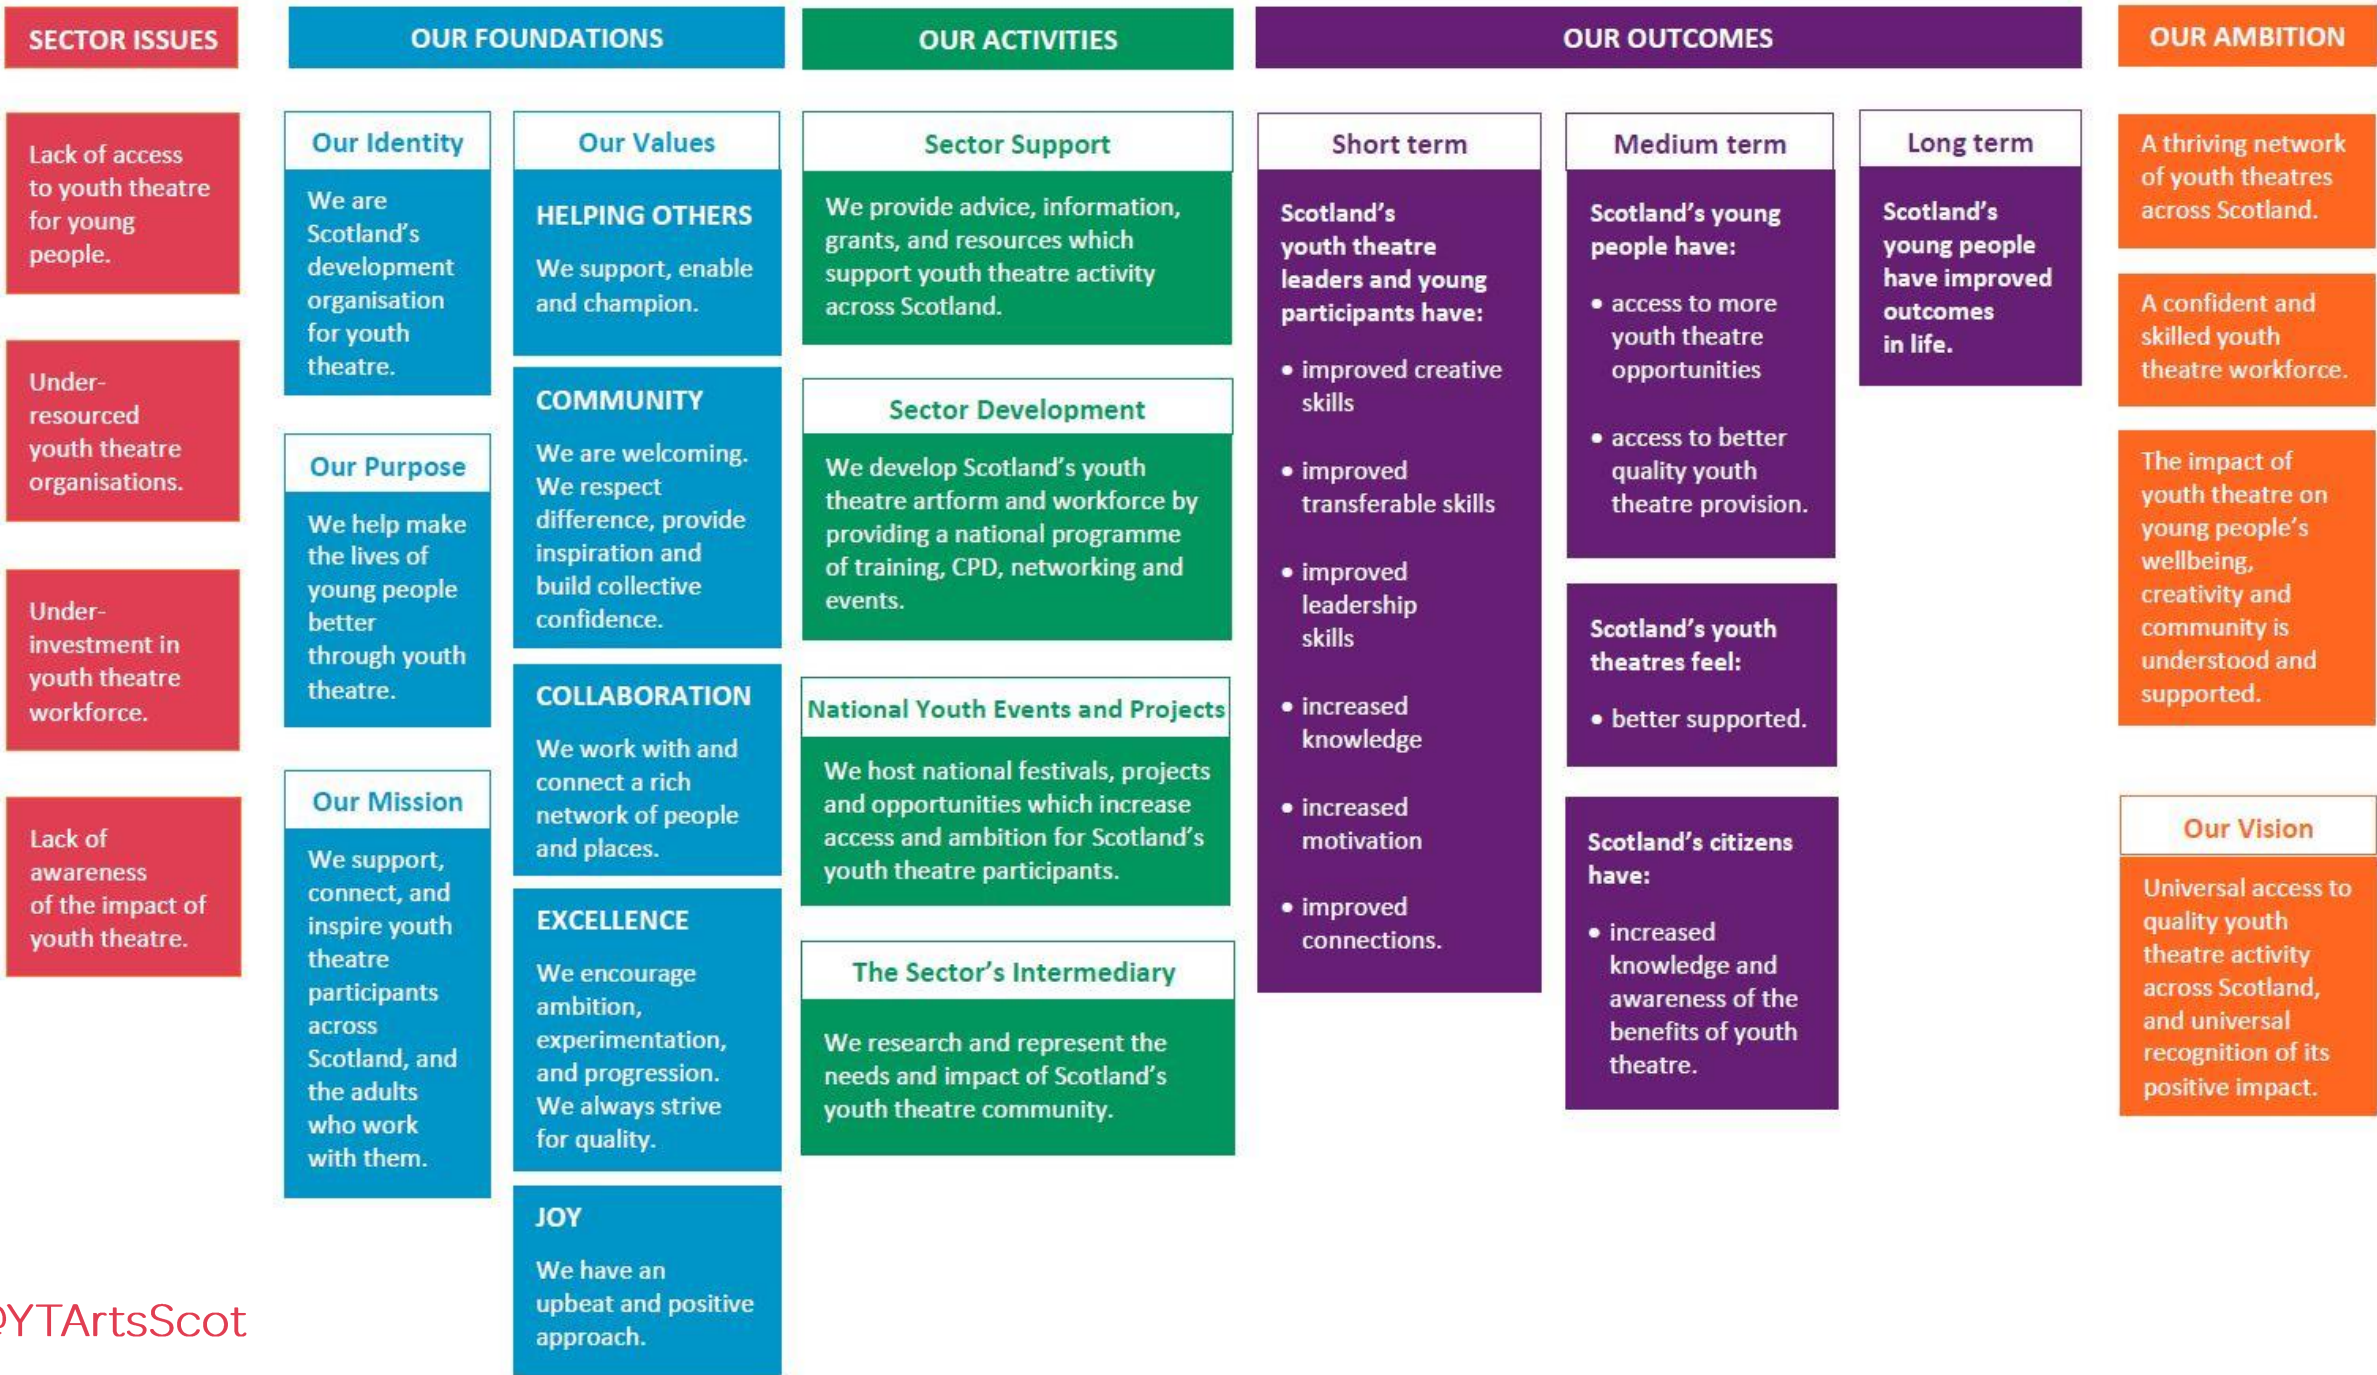 SECTOR ISSUES
Lack of access
to youth theatre
for young
people.
Under-
resourced
youth theatre
organisations.
Under-
investment in
youth theatre
workforce.
Lack of
awareness
of the impact of
youth theatre.
OUR FOUNDATIONS
Our Identity
We are
Scotland's
development
organisation
for youth
theatre.
Our Purpose
We help make
the lives of
young people
better
through youth
theatre.
Our Mission
We support,
connect, and
inspire youth
theatre
participants
across
Scotland, and
the adults
who work
with them.
Our Values
HELPING OTHERS
We support, enable
and champion.
COMMUNITY
We are welcoming.
We respect
difference, provide
inspiration and
build collective
confidence.
COLLABORATION
We work with and
connect a rich
network of people
and places.
EXCELLENCE
We encourage
ambition,
experimentation,
and progression.
We always strive
for quality.
JOY
We have an
upbeat and positive
approach.
OUR ACTIVITIES
Sector Support
We provide advice, information,
grants, and resources which
support youth theatre activity
across Scotland.
Sector Development
We develop Scotland's youth
theatre artform and workforce by
providing a national programme
of training, CPD, networking and
events.
National Youth Events and Projects
We host national festivals, projects
and opportunities which increase
access and ambition for Scotland's
youth theatre participants.
The Sector's Intermediary
We research and represent the
needs and impact of Scotland's
youth theatre community.
OUR OUTCOMES
Short term
Scotland's
youth theatre
leaders and young
participants have:
• improved creative
skills
• improved
transferable skills
• improved
leadership
skills
• increased
knowledge
• increased
motivation
• improved
connections.
Medium term
Scotland's young
people have:
• access to more
youth theatre
opportunities
• access to better
quality youth
theatre provision.
Scotland's youth
theatres feel:
• better supported.
Scotland's citizens
have:
• increased
knowledge and
awareness of the
benefits of youth
theatre.
Long term
Scotland's
young people
have improved
outcomes
in life.
OUR AMBITION
A thriving network
of youth theatres
across Scotland.
A confident and
skilled youth
theatre workforce.
The impact of
youth theatre on
young people's
wellbeing,
creativity and
community is
understood and
supported.
Our Vision
Universal access to
quality youth
theatre activity
across Scotland,
and universal
recognition of its
positive impact.
@YTArtsScot